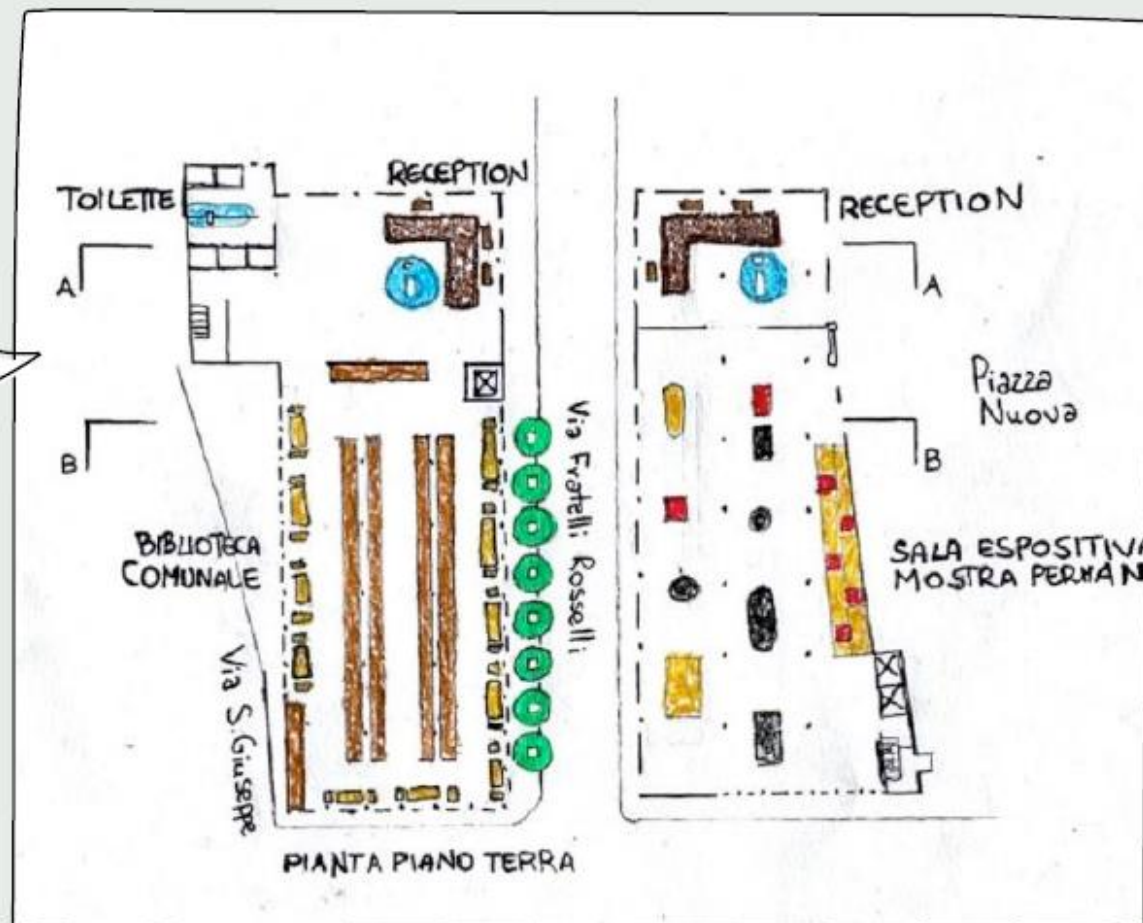 TOILETTE
RECEPTION
RECEPTION
A
A
B
B
Piazza
Nuova
BIBLIOTECA
COMUNALE
Via Fratelli Rosselli
SALA ESPOSITIVA
MOSTRA PERMAN
Via S. Giuseppe
PIANTA PIANO TERRA
i
i